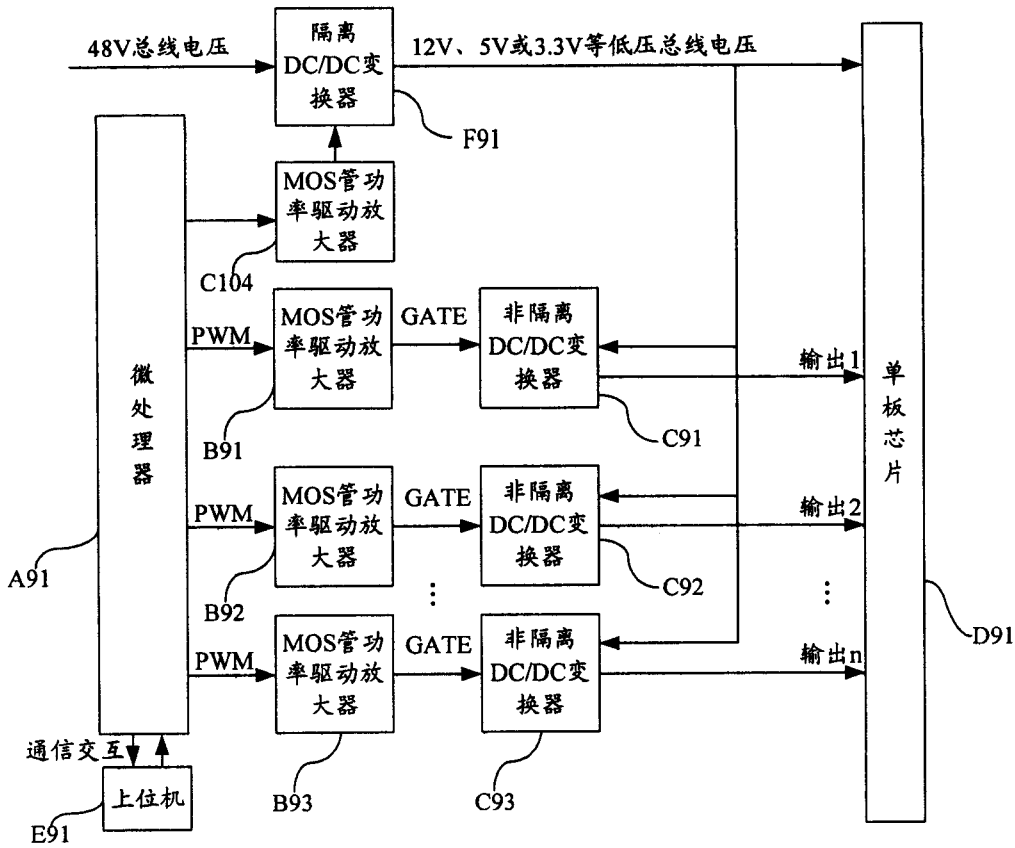 48V总线电压
隔离
DC/DC变
换器
12V、5V或3.3V等低压总线电压
F91
MOS管功
率驱动放
大器
C104
微处理器
PWM
MOS管功
率驱动放
大器
GATE
非隔离
DC/DC变
换器
输出1
B91
C91
单板芯片
PWM
MOS管功
率驱动放
大器
GATE
非隔离
DC/DC变
换器
输出2
A91
B92
C92
⋮
⋮
D91
PWM
MOS管功
率驱动放
大器
GATE
非隔离
DC/DC变
换器
输出n
通信交互
上位机
E91
B93
C93